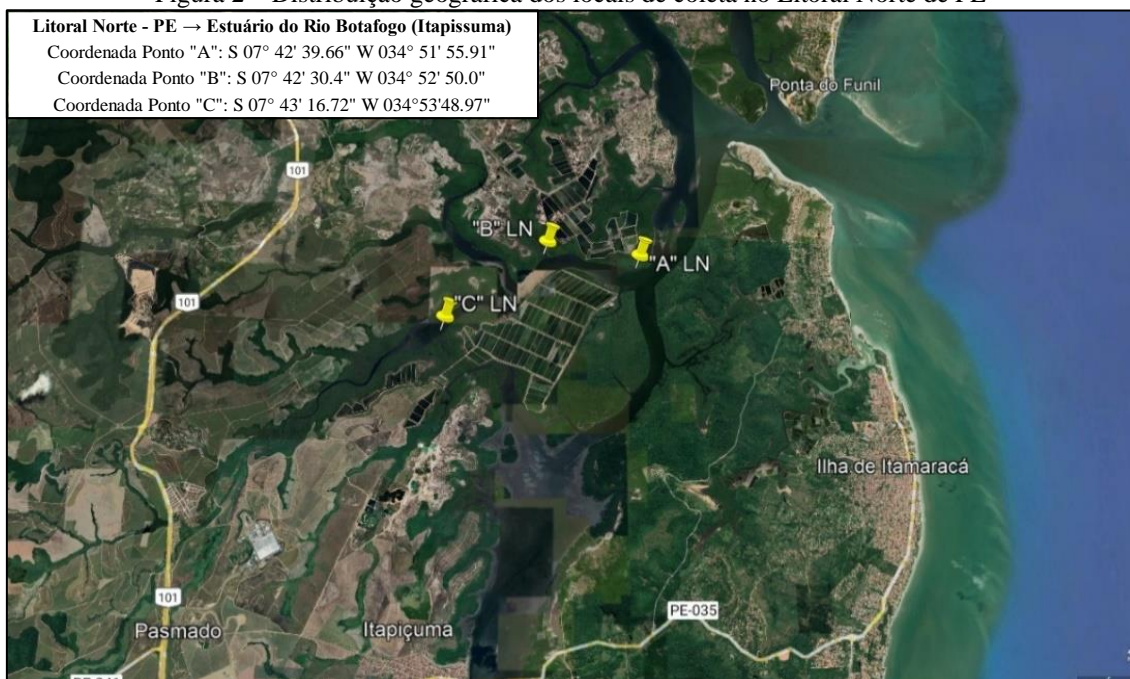 Figura 2 – Distribuição geográfica dos locais de coleta no Litoral Norte de PE
Litoral Norte - PE → Estuário do Rio Botafogo (Itapissuma)
Coordenada Ponto "A": S 07° 42' 39.66" W 034° 51' 55.91"
Coordenada Ponto "B": S 07° 42' 30.4" W 034° 52' 50.0"
Coordenada Ponto "C": S 07° 43' 16.72" W 034°53'48.97"
Ponta do Funil
101
"B" LN
"A" LN
101
"C" LN
Ilha de Itamaracá
101
PE-035
Pasmado
Itapiçuma